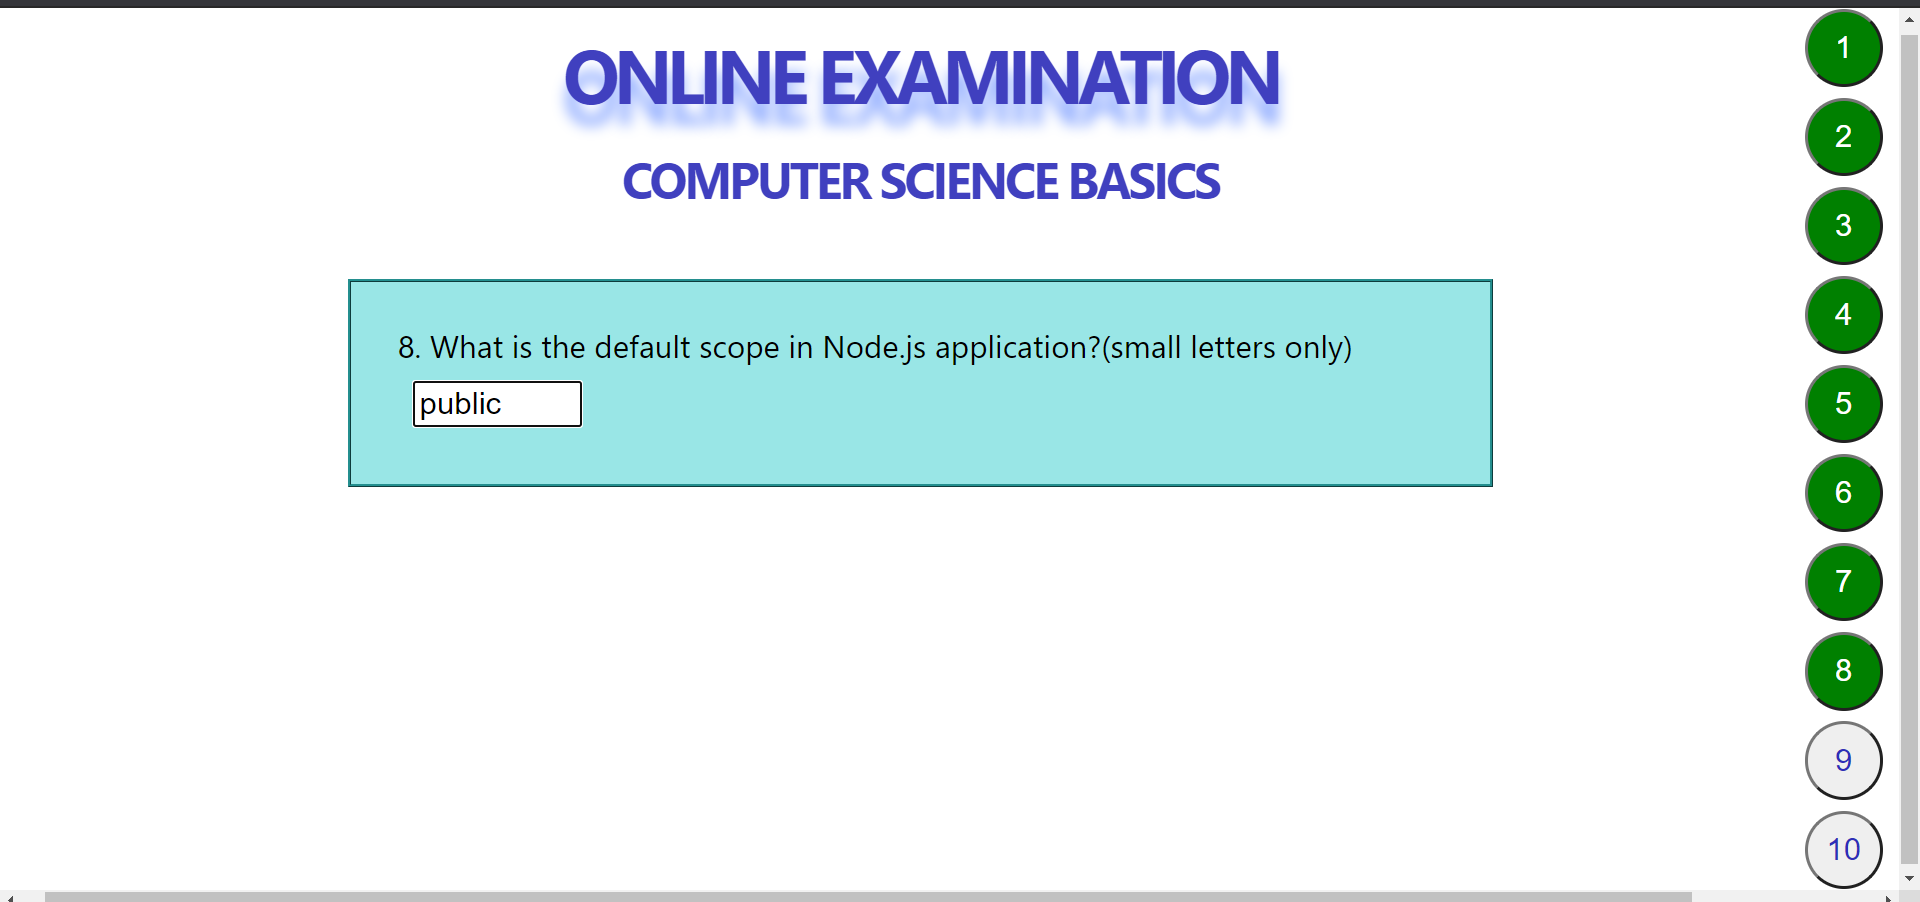 ONLINE EXAMINATION
COMPUTER SCIENCE BASICS
8. What is the default scope in Node.js application?(small letters only)
public
1
2
3
4
5
6
7
8
9
10